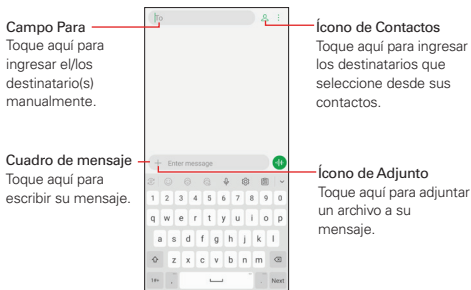 Campo Para
Toque aquí para
ingresar el/los
destinatario(s)
manualmente.
Ícono de Contactos
Toque aquí para ingresar
los destinatarios que
seleccione desde sus
contactos.
To
Cuadro de mensaje
Toque aquí para
escribir su mensaje.
Enter message
Ícono de Adjunto
Toque aquí para adjuntar
un archivo a su
mensaje.
1 2 3 4 5 6 7 8 9 0
q w e r t y u i o p
a s d f g h j k l
z x c v b n m
Next